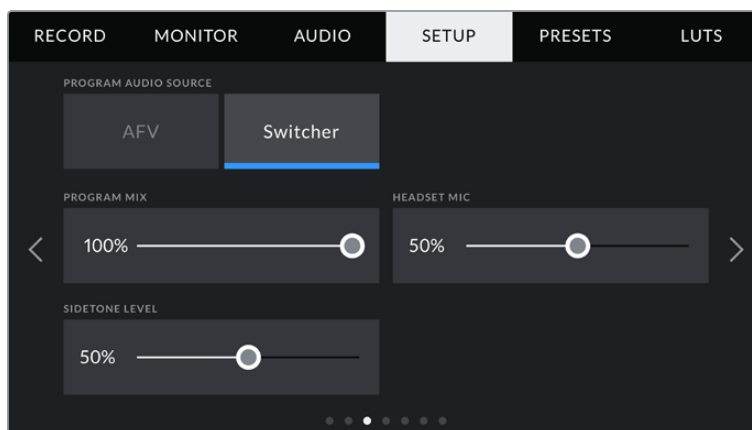 RECORD MONITOR AUDIO SETUP PRESETS LUTS
PROGRAM AUDIO SOURCE
AFV Switcher
PROGRAM MIX HEADSET MIC
100% 50%
SIDETONE LEVEL
50%